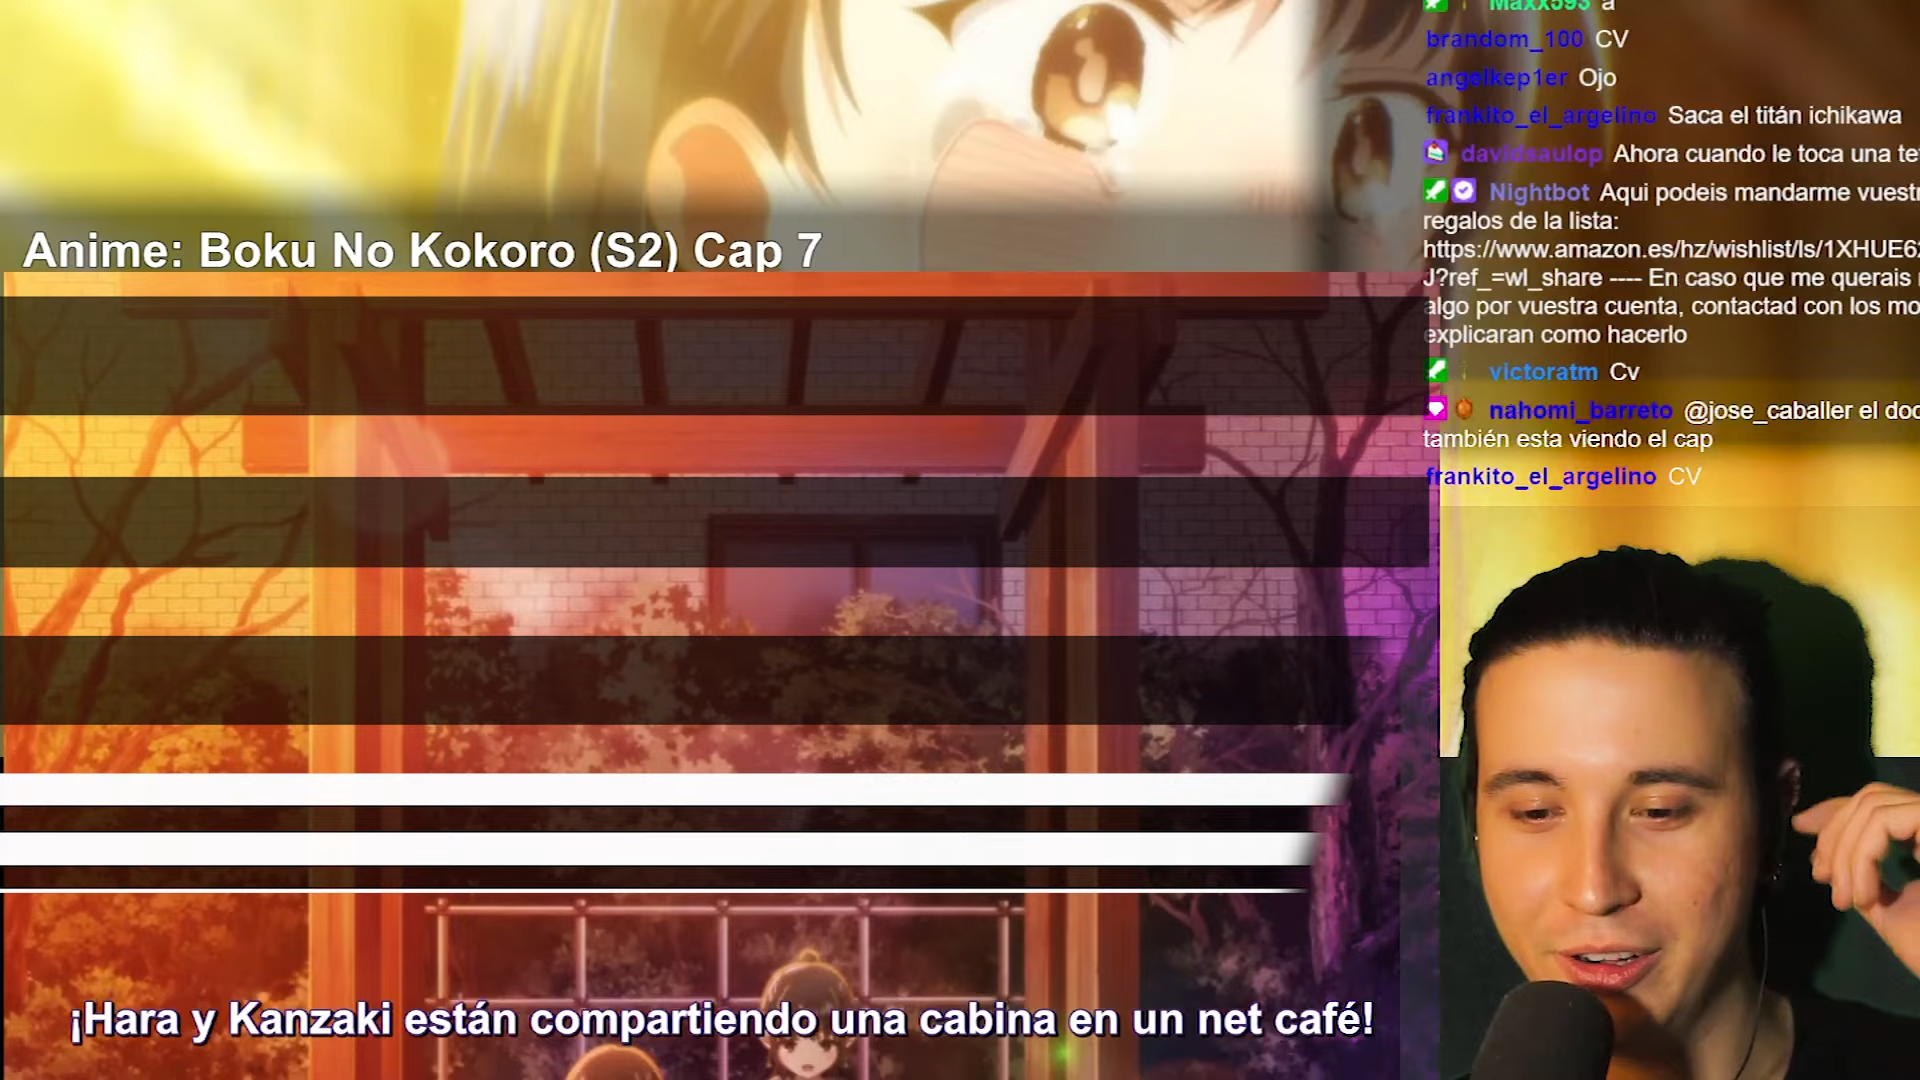 Maxx593 a
brandom_100 CV
angelkep1er Ojo
frankito_el_argelino Saca el titán ichikawa
davidsaulop Ahora cuando le toca una
Nightbot Aqui podeis mandarme
regalos de la lista:
https://www.amazon.es/hz/wishlist/ls/1XHUE6
J?ref_=wl_share ---- En caso que me querais
algo por vuestra cuenta, contactad con los
explicaran como hacerlo
victoratm Cv
nahomi_barreto @jose_caballer el
también esta viendo el cap
frankito_el_argelino CV
Anime: Boku No Kokoro (S2) Cap 7
¡Hara y Kanzaki están compartiendo una cabina en un net café!